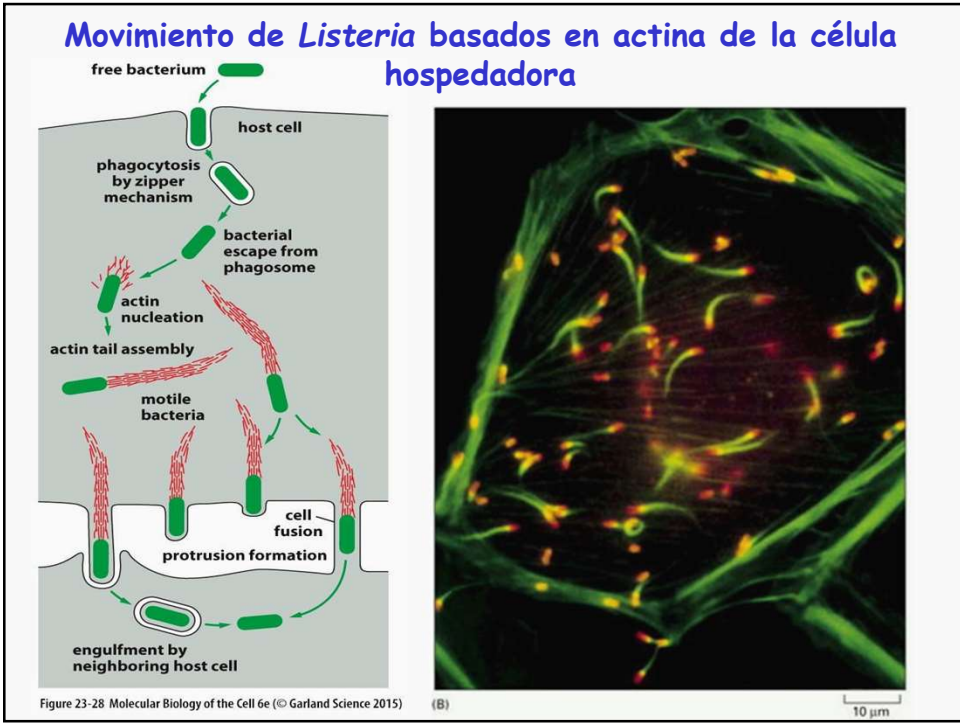 Movimiento de Listeria basados en actina de la célula
hospedadora
free bacterium
host cell
phagocytosis
by zipper
mechanism
bacterial
escape from
phagosome
actin
nucleation
actin tail assembly
motile
bacteria
cell
fusion
protrusion formation
engulfment by
neighboring host cell
Figure 23-28 Molecular Biology of the Cell 6e (© Garland Science 2015)
(B)
10 μm